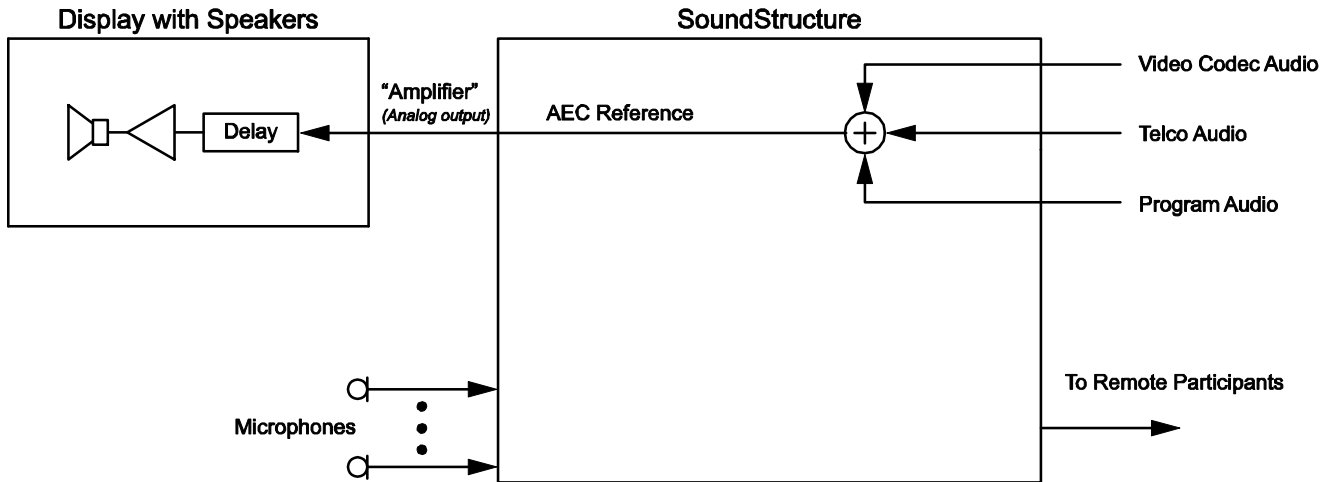 Display with Speakers
SoundStructure
Video Codec Audio
“Amplifier”
(Analog output)
AEC Reference
Delay
Telco Audio
Program Audio
To Remote Participants
Microphones